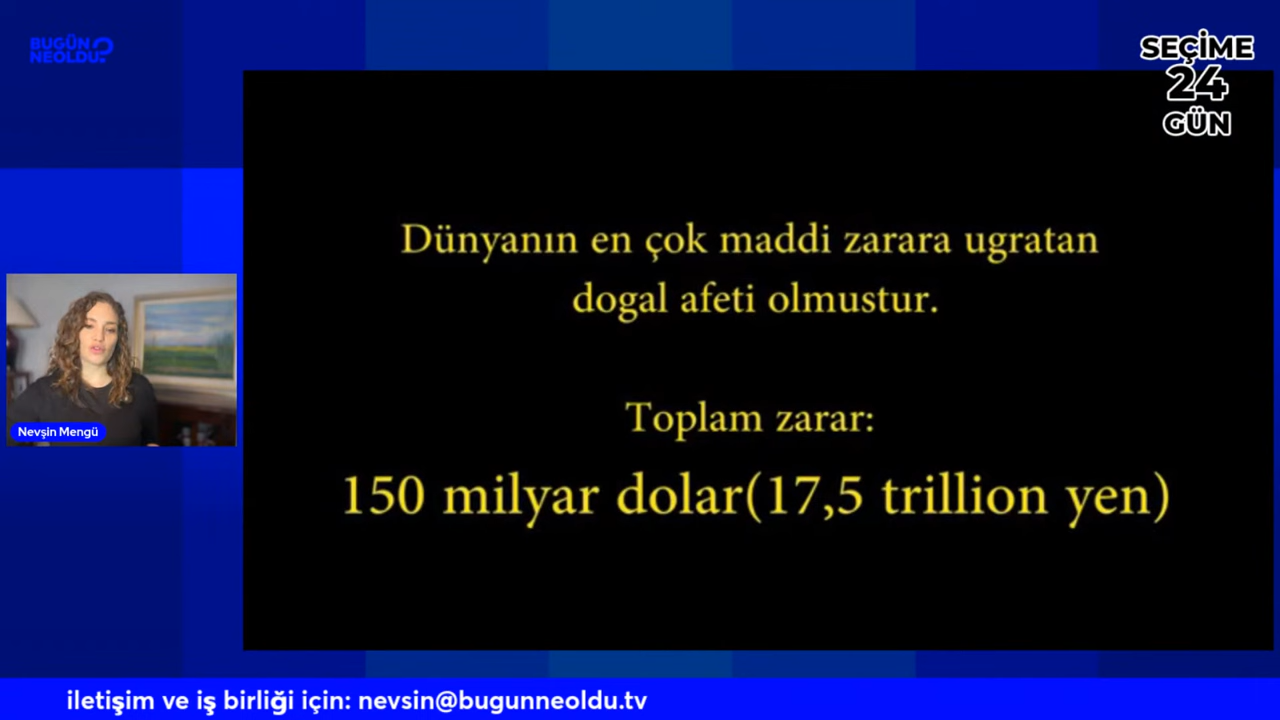 BUGÜN
NEOLDU?
SEÇİME
24
GÜN
Dünyanın en çok maddi zarara ugratan
dogal afeti olmustur.
Toplam zarar:
150 milyar dolar(17,5 trillion yen)
Nevşin Mengü
iletişim ve iş birliği için: nevsin@bugunneoldu.tv